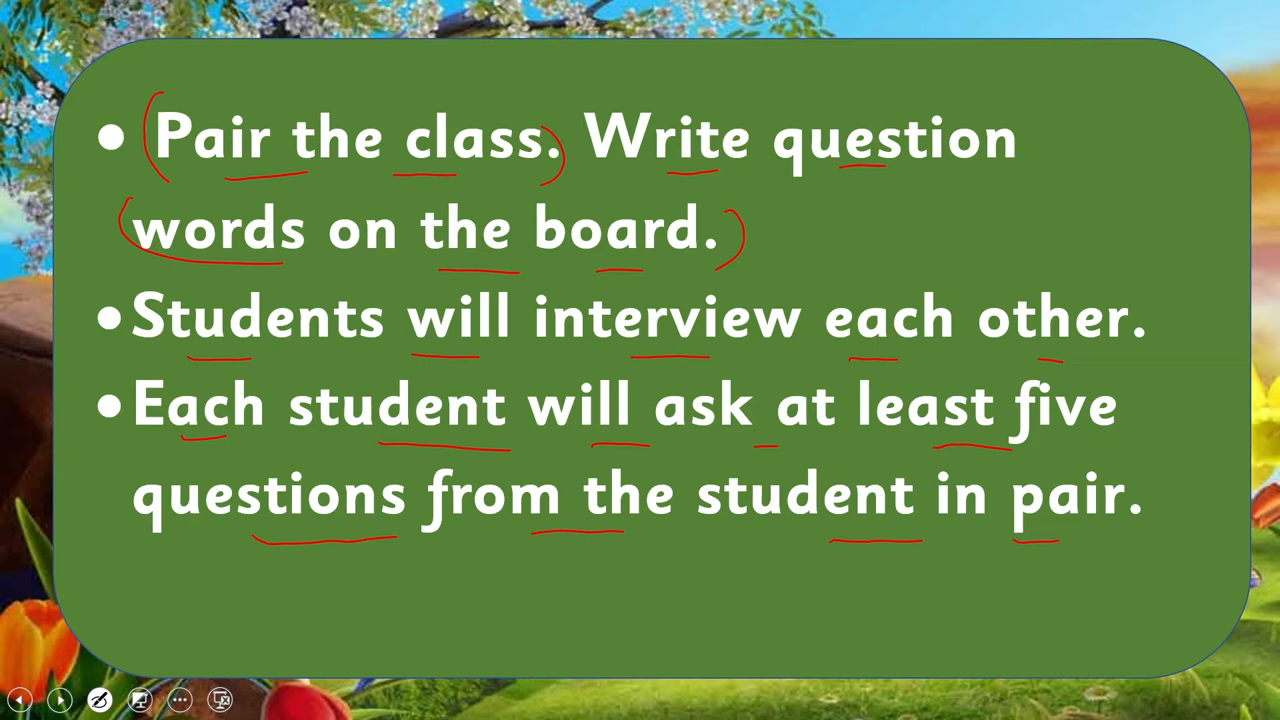 • Pair the class. Write question
words on the board.
• Students will interview each other.
• Each student will ask at least five
questions from the student in pair.